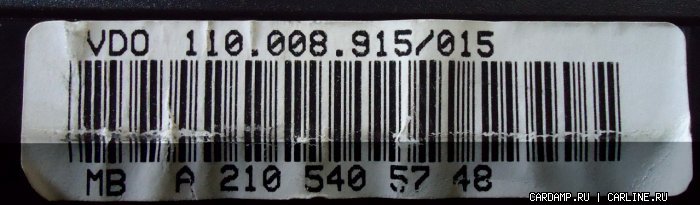 VDO 110.008.915/015
MB A 210 540 57 48
CARDAMP.RU | CARLINE.RU